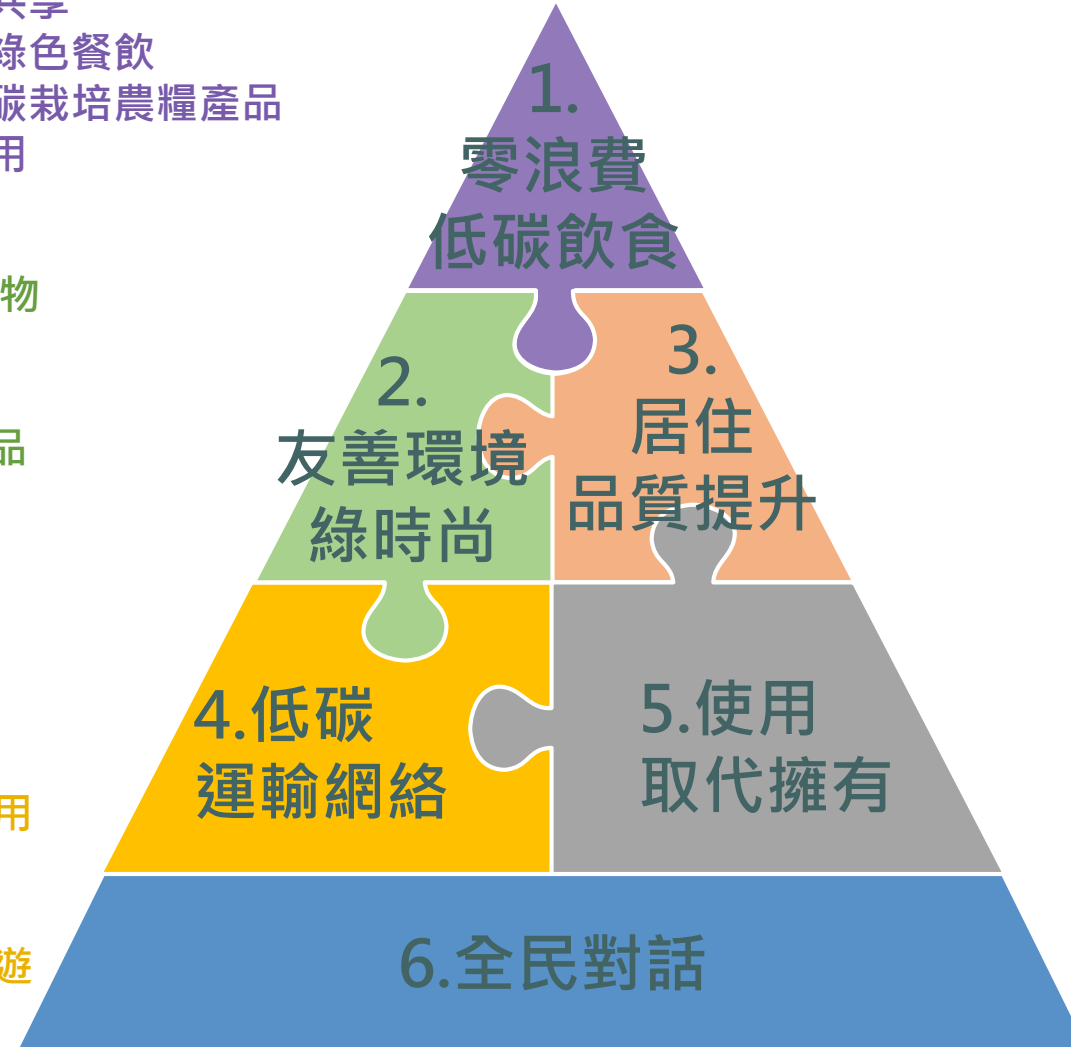 共享
綠色餐飲
碳栽培農糧產品
用
物
品
用
遊
1.
零浪費
低碳飲食
2.
友善環境
綠時尚
3.
居住
品質提升
4.低碳
運輸網絡
5.使用
取代擁有
6.全民對話